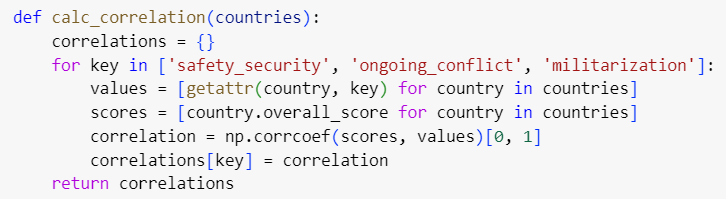 def calc_correlation(countries):
    correlations = {}
    for key in ['safety_security', 'ongoing_conflict', 'militarization']:
        values = [getattr(country, key) for country in countries]
        scores = [country.overall_score for country in countries]
        correlation = np.corrcoef(scores, values)[0, 1]
        correlations[key] = correlation
    return correlations